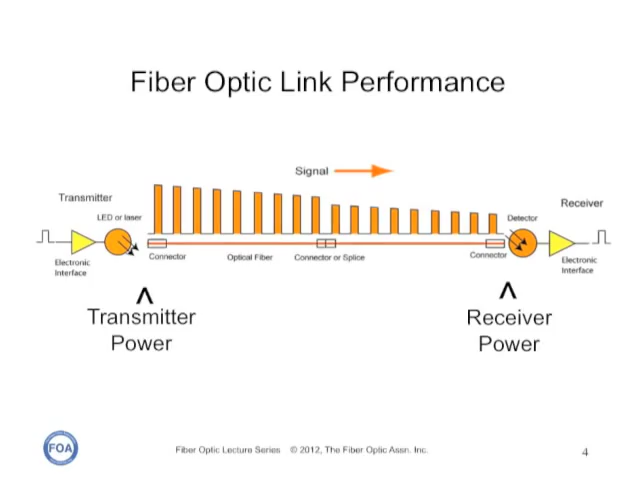 Fiber Optic Link Performance
Signal
Transmitter
Receiver
LED or laser
Detector
Electronic
Interface
Connector
Optical Fiber
Connector or Splice
Connector
Electronic
Interface
^
Transmitter
Power
^
Receiver
Power
FOA
Fiber Optic Lecture Series © 2012, The Fiber Optic Assn. Inc.
4